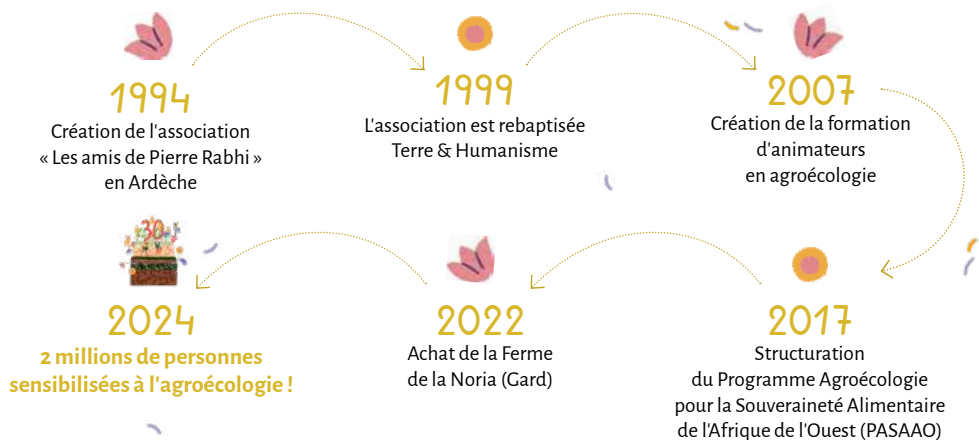 1994
Création de l'association
« Les amis de Pierre Rabhi »
en Ardèche
1999
L'association est rebaptisée
Terre & Humanisme
2007
Création de la formation
d'animateurs
en agroécologie
2017
Structuration
du Programme Agroécologie
pour la Souveraineté Alimentaire
de l'Afrique de l'Ouest (PASAAO)
2022
Achat de la Ferme
de la Noria (Gard)
30
2024
2 millions de personnes
sensibilisées à l'agroécologie !